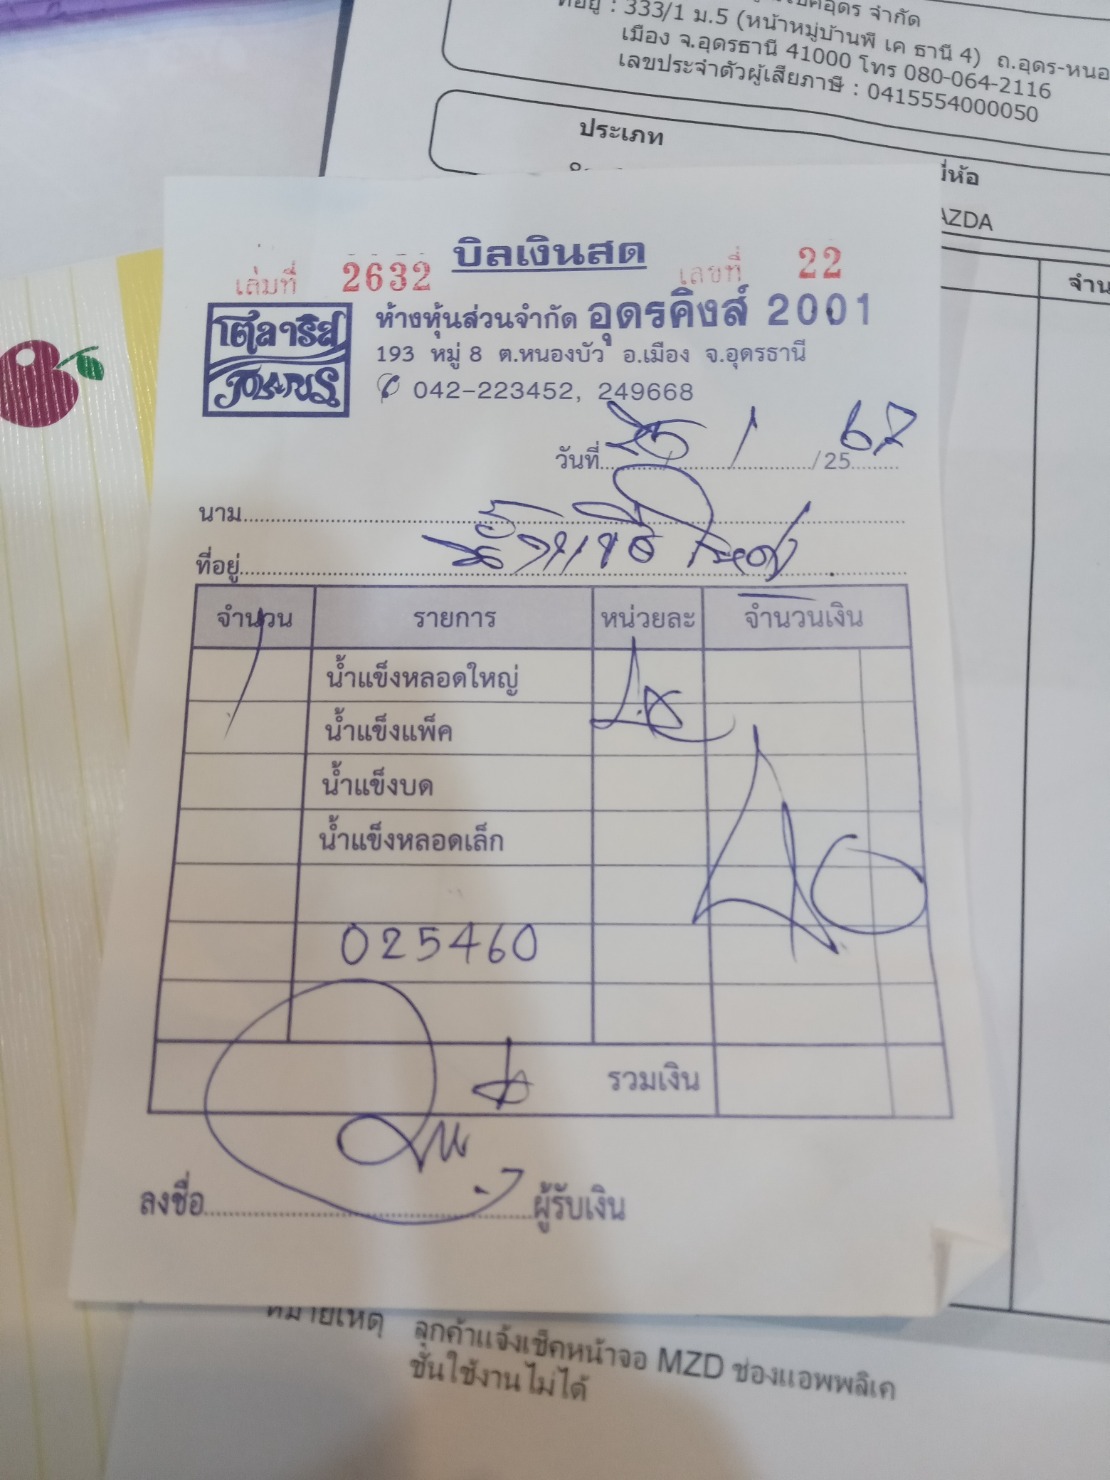 333/1 ม.5 (หน้าหมู่บ้านพี เค ธานี 4) ถ.อุดร-หนอ
เมือง จ.อุดรธานี 41000 โทร 080-064-2116
เลขประจำตัวผู้เสียภาษี : 0415554000050
ประเภท
ยี่ห้อ
AZDA
จำน
บิลเงินสด
เล่มที่ 2632 เลขที่ 22
ห้างหุ้นส่วนจำกัด อุดรคิงส์ 2001
193 หมู่ 8 ต.หนองบัว อ.เมือง จ.อุดรธานี
042-223452, 249668
โตลาริส
วันที่ 25 / 1 /25 67
นาม
ที่อยู่
จำนวน รายการ หน่วยละ จำนวนเงิน
1 น้ำแข็งหลอดใหญ่
น้ำแข็งแพ็ค
น้ำแข็งบด
น้ำแข็งหลอดเล็ก
025460
รวมเงิน
ลงชื่อ ผู้รับเงิน
หมายเหตุ ลูกค้าแจ้งเช็คหน้าจอ MZD ช่องแอพพลิเค
ชั่นใช้งานไม่ได้